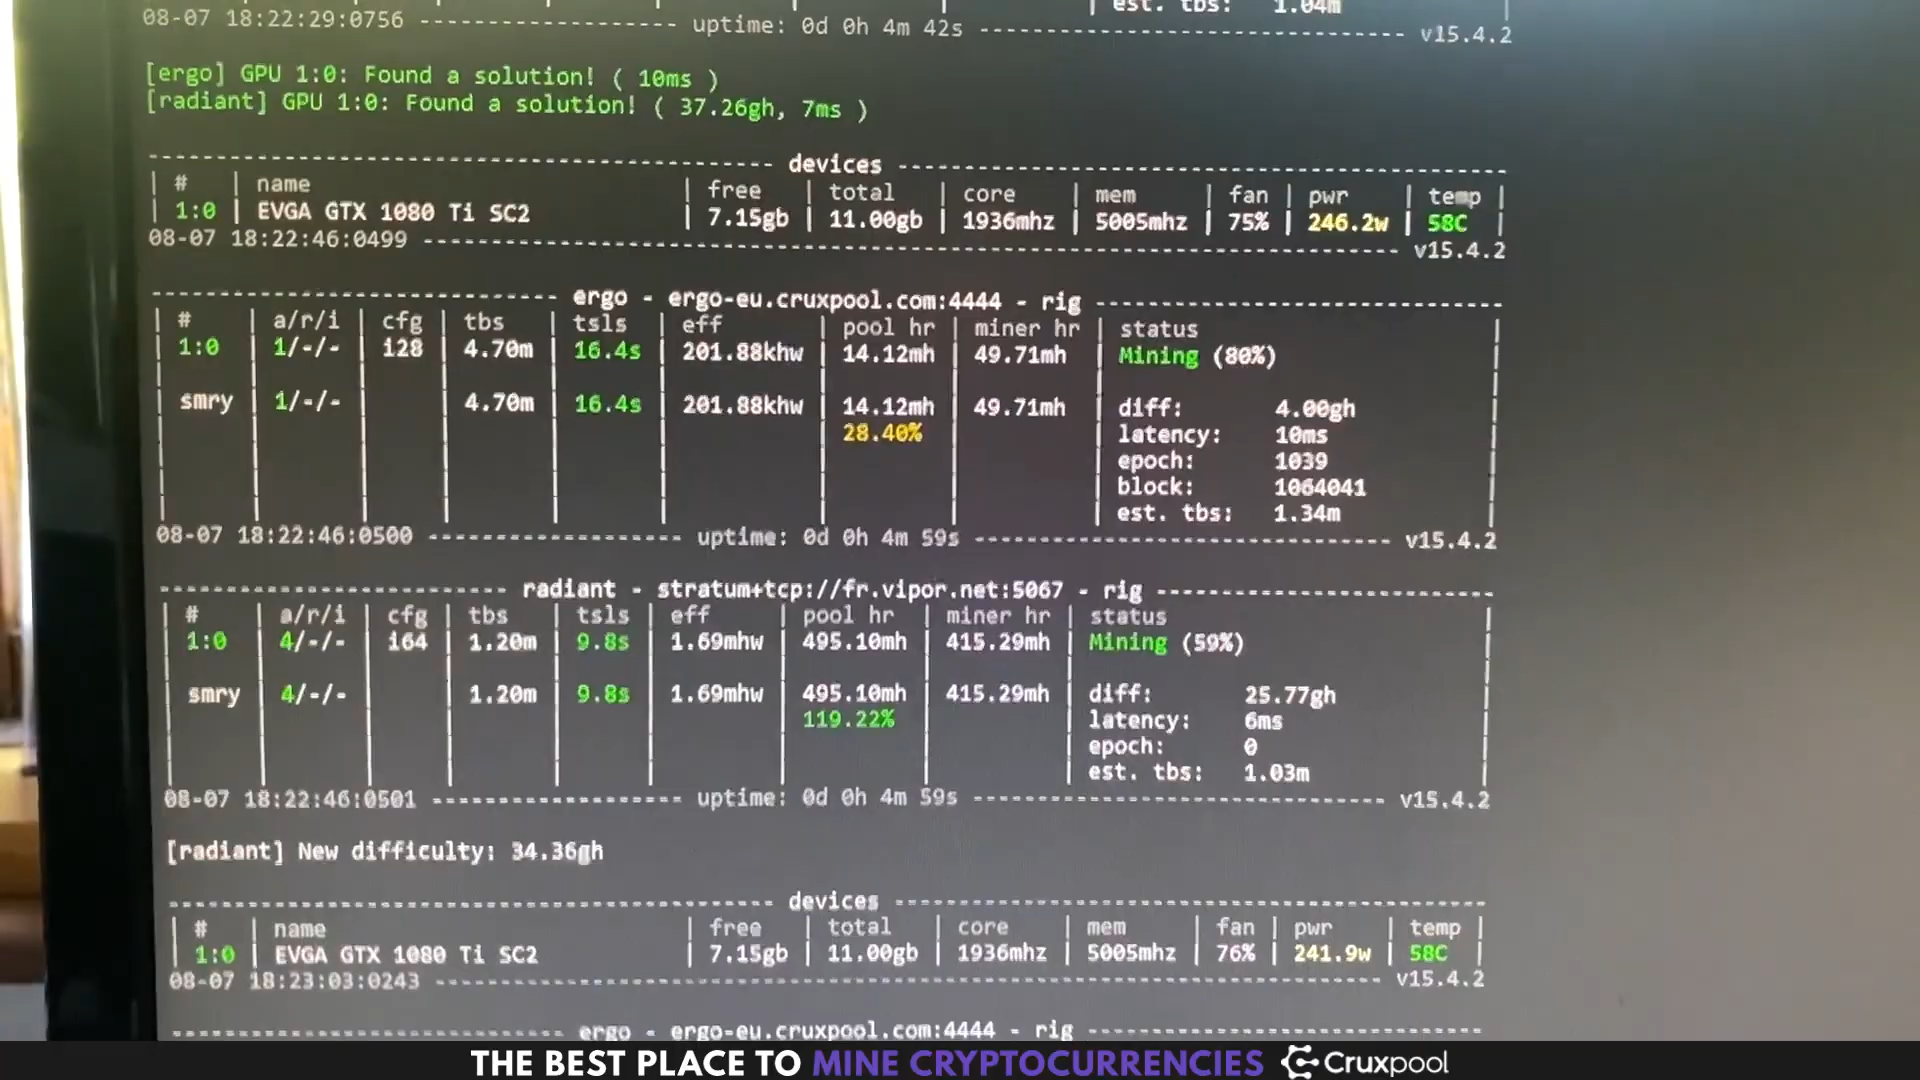 est. tbs: 1.04m
08-07 18:22:29:0756 ------------------- uptime: 0d 0h 4m 42s -------------------------------- v15.4.2
[ergo] GPU 1:0: Found a solution! ( 10ms )
[radiant] GPU 1:0: Found a solution! ( 37.26gh, 7ms )
devices
| # | name | free | total | core | mem | fan | pwr | temp |
| 1:0 | EVGA GTX 1080 Ti SC2 | 7.15gb | 11.00gb | 1936mhz | 5005mhz | 75% | 246.2w | 58C |
08-07 18:22:46:0499 v15.4.2
ergo - ergo-eu.cruxpool.com:4444 - rig
| # | a/r/i | cfg | tbs | tsls | eff | pool hr | miner hr | status
| 1:0 | 1/-/- | i28 | 4.70m | 16.4s | 201.88khw | 14.12mh | 49.71mh | Mining (80%)
| smry | 1/-/- | | 4.70m | 16.4s | 201.88khw | 14.12mh | 49.71mh | diff: 4.00gh
28.40% | latency: 10ms
epoch: 1039
block: 1064041
est. tbs: 1.34m
08-07 18:22:46:0500 uptime: 0d 0h 4m 59s v15.4.2
radiant - stratum+tcp://fr.vipor.net:5067 - rig
| # | a/r/i | cfg | tbs | tsls | eff | pool hr | miner hr | status
| 1:0 | 4/-/- | i64 | 1.20m | 9.8s | 1.69mhw | 495.10mh | 415.29mh | Mining (59%)
| smry | 4/-/- | | 1.20m | 9.8s | 1.69mhw | 495.10mh | 415.29mh | diff: 25.77gh
119.22% | latency: 6ms
epoch: 0
est. tbs: 1.03m
08-07 18:22:46:0501 uptime: 0d 0h 4m 59s v15.4.2
[radiant] New difficulty: 34.36gh
devices
| # | name | free | total | core | mem | fan | pwr | temp |
| 1:0 | EVGA GTX 1080 Ti SC2 | 7.15gb | 11.00gb | 1936mhz | 5005mhz | 76% | 241.9w | 58C |
08-07 18:23:03:0243 v15.4.2
ergo - ergo-eu.cruxpool.com:4444 - rig
THE BEST PLACE TO MINE CRYPTOCURRENCIES Cruxpool